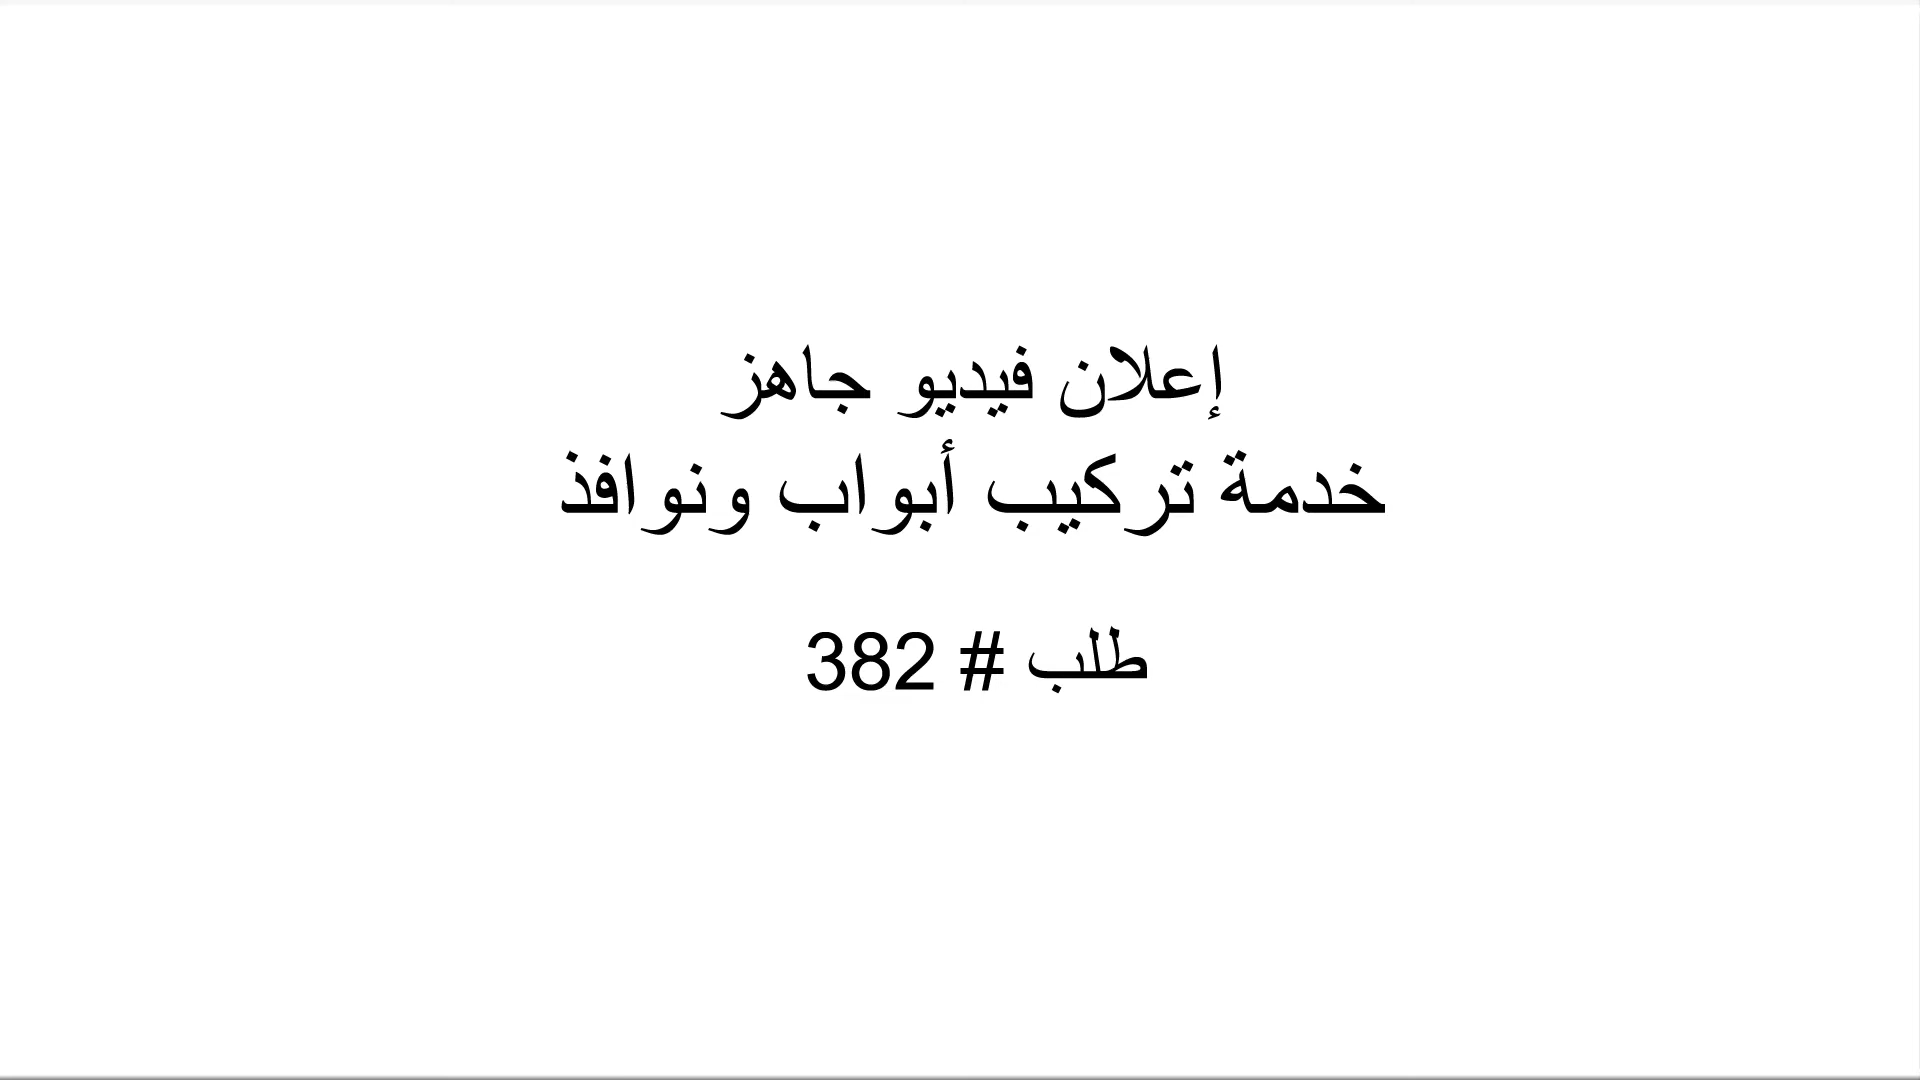 إعلان فيديو جاهز
خدمة تركيب أبواب ونوافذ
طلب # 382